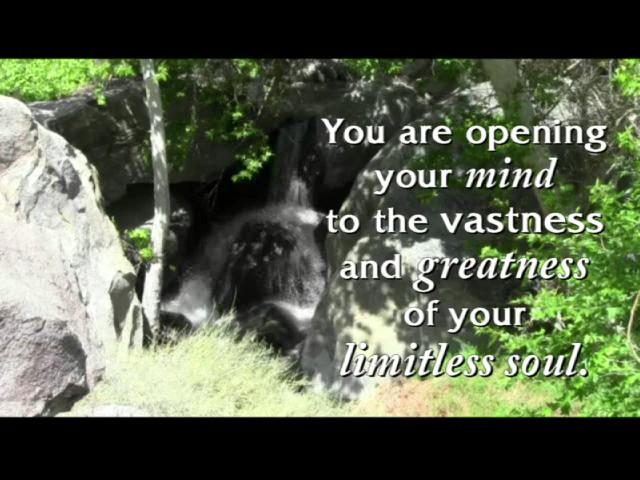 You are opening
your mind
to the vastness
and greatness
of your
limitless soul.